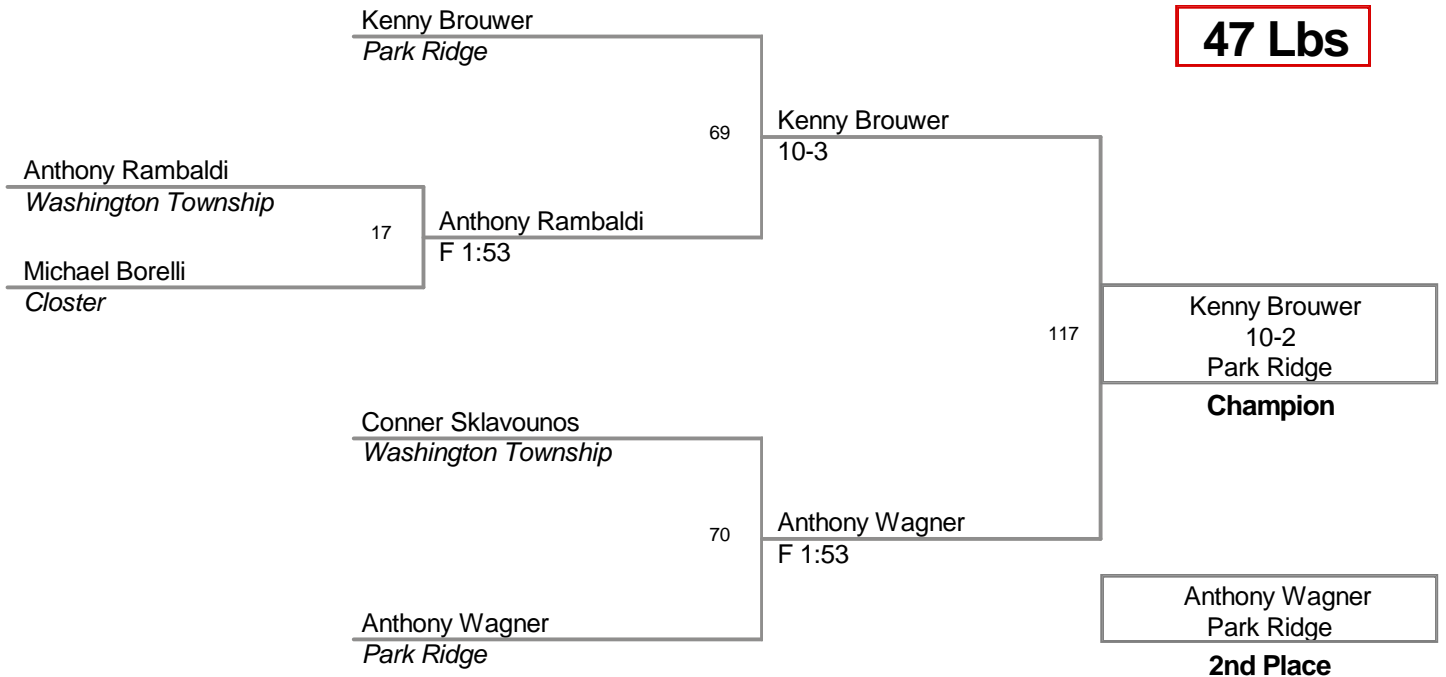 Kenny Brouwer
Park Ridge
47 Lbs
69
Kenny Brouwer
10-3
Anthony Rambaldi
Washington Township
17
Anthony Rambaldi
F 1:53
Michael Borelli
Closter
117
Kenny Brouwer
10-2
Park Ridge
Champion
Conner Sklavounos
Washington Township
70
Anthony Wagner
F 1:53
Anthony Wagner
Park Ridge
Anthony Wagner
Park Ridge
2nd Place